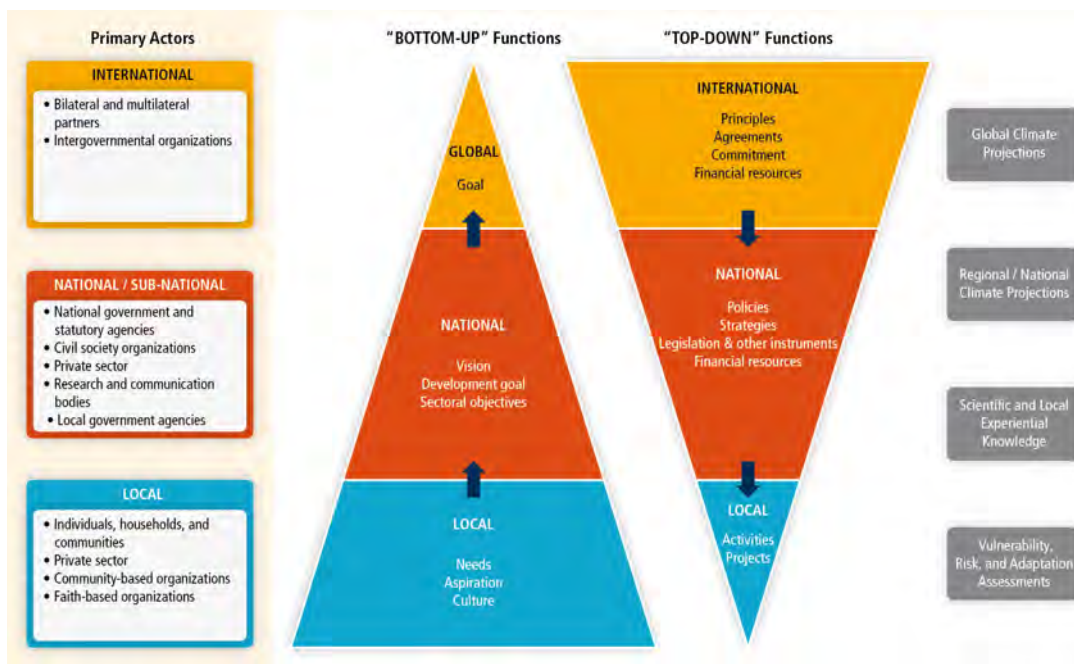 Primary Actors
INTERNATIONAL
• Bilateral and multilateral
partners
• Intergovernmental organizations
NATIONAL / SUB-NATIONAL
• National government and
statutory agencies
• Civil society organizations
• Private sector
• Research and communication
bodies
• Local government agencies
LOCAL
• Individuals, households, and
communities
• Private sector
• Community-based organizations
• Faith-based organizations
"BOTTOM-UP" Functions
GLOBAL
Goal
NATIONAL
Vision
Development goal
Sectoral objectives
LOCAL
Needs
Aspiration
Culture
"TOP-DOWN" Functions
INTERNATIONAL
Principles
Agreements
Commitment
Financial resources
NATIONAL
Policies
Strategies
Legislation & other instruments
Financial resources
LOCAL
Activities
Projects
Global Climate
Projections
Regional / National
Climate Projections
Scientific and Local
Experiential
Knowledge
Vulnerability,
Risk, and Adaptation
Assessments